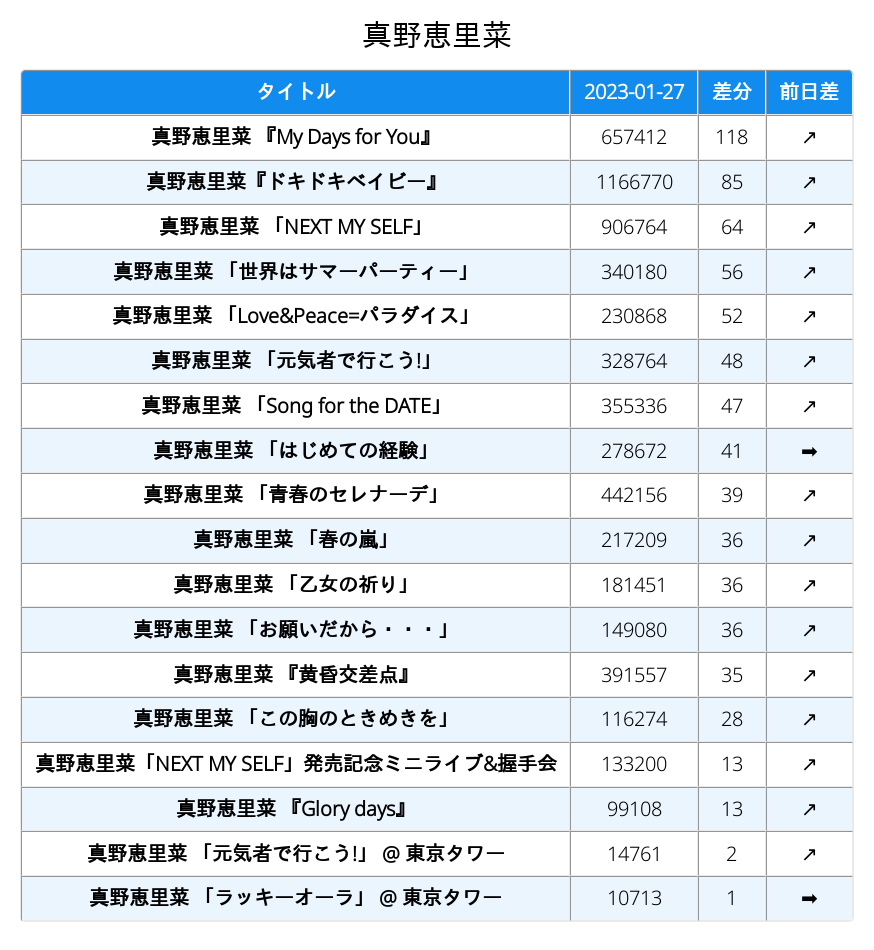 真野恵里菜
タイトル 2023-01-27 差分 前日差
真野恵里菜 『My Days for You』 657412 118 ↗
真野恵里菜『ドキドキベイビー』 1166770 85 ↗
真野恵里菜 「NEXT MY SELF」 906764 64 ↗
真野恵里菜 「世界はサマーパーティー」 340180 56 ↗
真野恵里菜 「Love&Peace=パラダイス」 230868 52 ↗
真野恵里菜 「元気者で行こう!」 328764 48 ↗
真野恵里菜 「Song for the DATE」 355336 47 ↗
真野恵里菜 「はじめての経験」 278672 41 ➡
真野恵里菜 「青春のセレナーデ」 442156 39 ↗
真野恵里菜 「春の嵐」 217209 36 ↗
真野恵里菜 「乙女の祈り」 181451 36 ↗
真野恵里菜 「お願いだから・・・」 149080 36 ↗
真野恵里菜 『黄昏交差点』 391557 35 ↗
真野恵里菜 「この胸のときめきを」 116274 28 ↗
真野恵里菜「NEXT MY SELF」発売記念ミニライブ&握手会 133200 13 ↗
真野恵里菜 『Glory days』 99108 13 ↗
真野恵里菜 「元気者で行こう!」 @ 東京タワー 14761 2 ↗
真野恵里菜 「ラッキーオーラ」 @ 東京タワー 10713 1 ➡